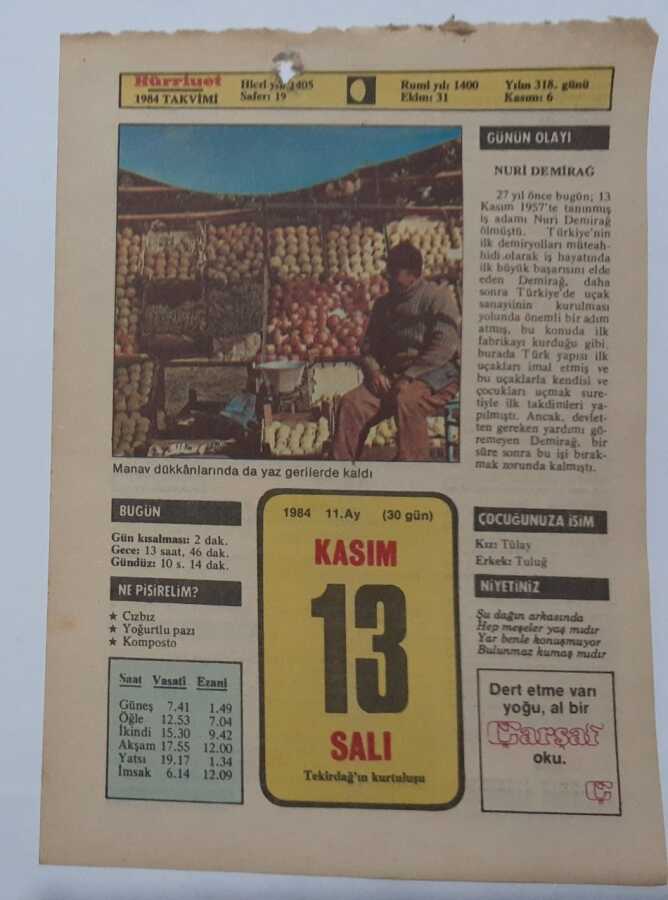 Hürriyet
1984 TAKVİMİ
Hicri yılı 1405
Safer: 19
Rumi yılı 1400
Ekim: 31
Yılın 318. günü
Kasım: 6
Manav dükkânlarında da yaz gerilerde kaldı
GÜNÜN OLAYI
NURİ DEMİRAĞ
27 yıl önce bugün; 13
Kasım 1957'te tanınmış
iş adamı Nuri Demirağ
ölmüştü. Türkiye'nin
ilk demiryolları müteah-
hidi olarak iş hayatında
ilk büyük başarısını elde
eden Demirağ, daha
sonra Türkiye'de uçak
sanayiinin kurulması
yolunda önemli bir adım
atmış, bu konuda ilk
fabrikayı kurduğu gibi,
burada Türk yapısı ilk
uçakları imal etmiş ve
bu uçaklarla kendisi ve
çocukları uçmak sure-
tiyle ilk takdimleri ya-
pılmıştı. Ancak, devlet-
ten gereken yardımı gö-
remeyen Demirağ, bir
süre sonra bu işi bırak-
mak zorunda kalmıştı.
BUGÜN
Gün kısalması: 2 dak.
Gece: 13 saat, 46 dak.
Gündüz: 10 s. 14 dak.
NE PİŞİRELİM?
★ Cızbız
★ Yoğurtlu pazı
★ Komposto
Saat Vasati Ezani
Güneş 7.41 1.49
Öğle 12.53 7.04
İkindi 15.30 9.42
Akşam 17.55 12.00
Yatsı 19.17 1.34
İmsak 6.14 12.09
1984 11.Ay (30 gün)
KASIM
13
SALI
Tekirdağ'ın kurtuluşu
ÇOCUĞUNUZA İSİM
Kız: Tülay
Erkek: Tuluğ
NİYETİNİZ
Şu dağın arkasında
Hep meşeler yaş mıdır
Yar benle konuşmuyor
Bulunmaz kumaş mıdır
Dert etme varı
yoğu, al bir
Çarşaf
oku.
Ç